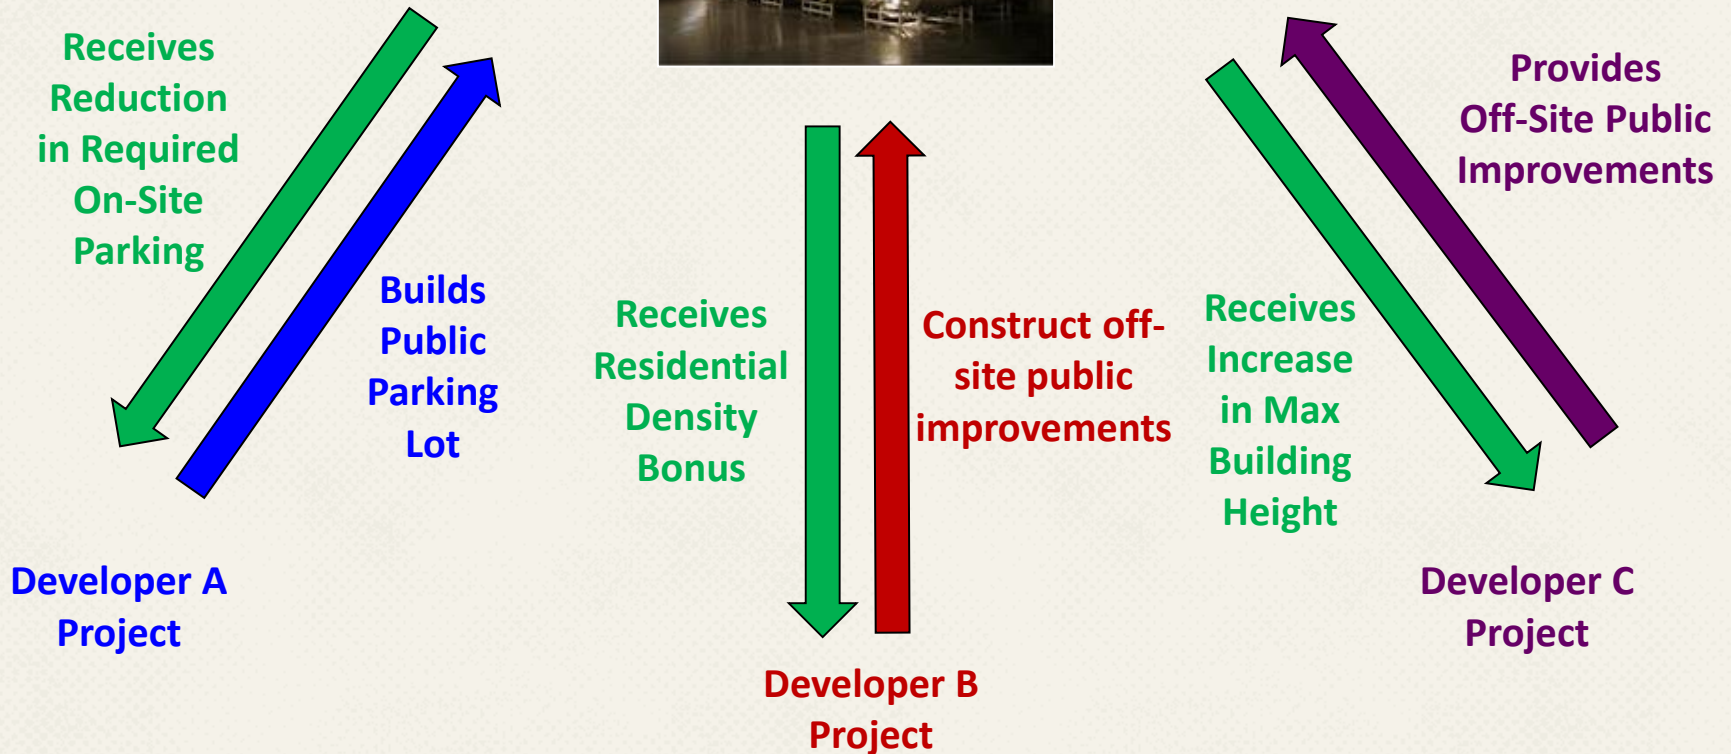 Receives
Reduction
in Required
On-Site
Parking
Builds
Public
Parking
Lot
Developer A
Project
Receives
Residential
Density
Bonus
Construct off-
site public
improvements
Developer B
Project
Receives
Increase
in Max
Building
Height
Provides
Off-Site Public
Improvements
Developer C
Project